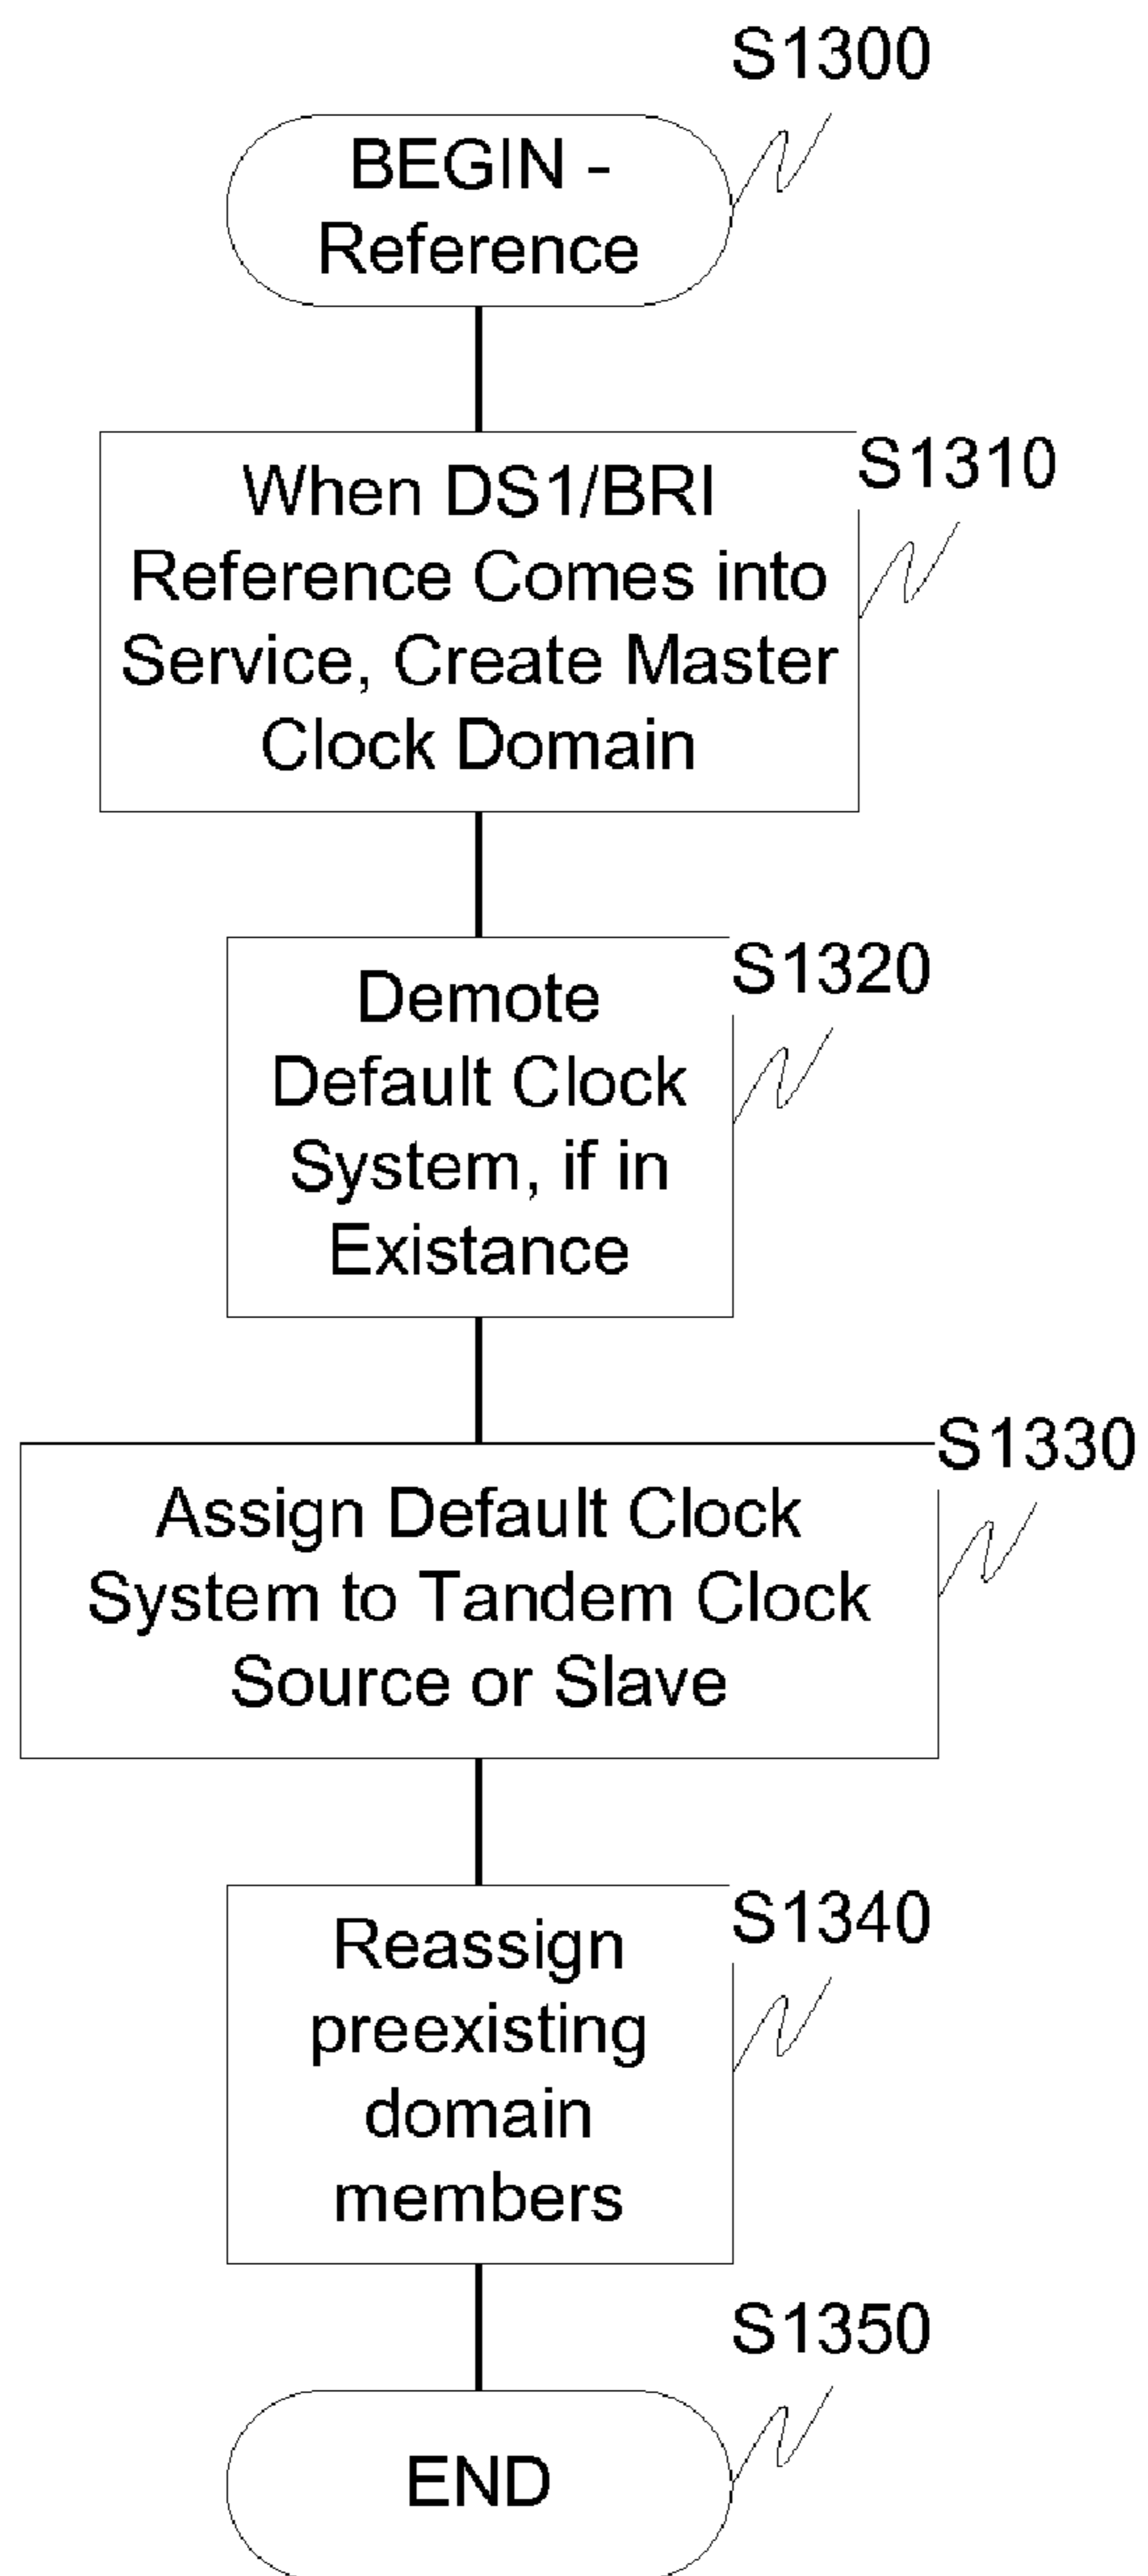 S1300
BEGIN -
Reference
S1310
When DS1/BRI
Reference Comes into
Service, Create Master
Clock Domain
S1320
Demote
Default Clock
System, if in
Existance
S1330
Assign Default Clock
System to Tandem Clock
Source or Slave
S1340
Reassign
preexisting
domain
members
S1350
END